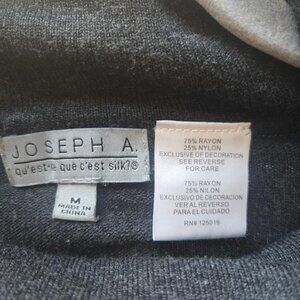 JOSEPH A.
qu'est-ce que c'est silk?®
M
MADE IN
CHINA
75% RAYON
25% NYLON
EXCLUSIVE OF DECORATION
SEE REVERSE
FOR CARE
75% RAYON
25% NILON
EXCLUSIVO DE DECORACION
VER AL REVERSO
PARA EL CUIDADO
RN# 125019